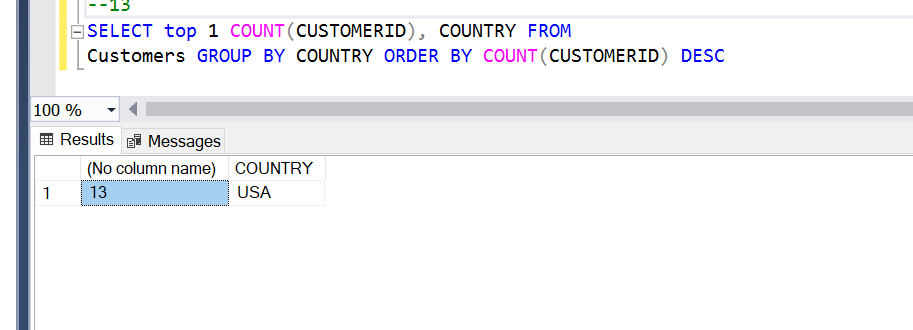 --13
SELECT top 1 COUNT(CUSTOMERID), COUNTRY FROM
Customers GROUP BY COUNTRY ORDER BY COUNT(CUSTOMERID) DESC
100 %
Results Messages
(No column name) COUNTRY
1 13 USA